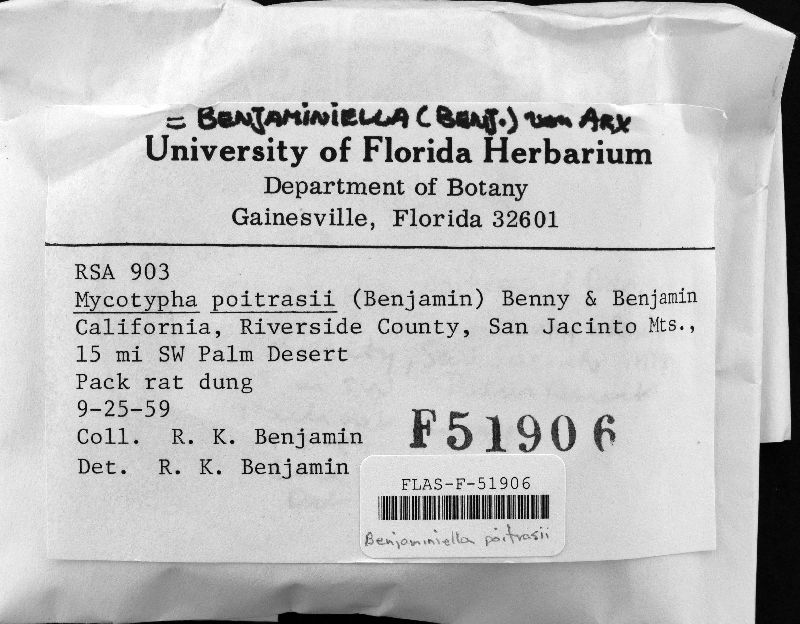 = BENJAMINIELLA (BENJ.) von ARX
University of Florida Herbarium
Department of Botany
Gainesville, Florida 32601
RSA 903
Mycotypha poitrasii (Benjamin) Benny & Benjamin
California, Riverside County, San Jacinto Mts.,
15 mi SW Palm Desert
Pack rat dung
9-25-59
Coll. R. K. Benjamin
Det. R. K. Benjamin
F51906
FLAS-F-51906
Benjaminiella poitrasii